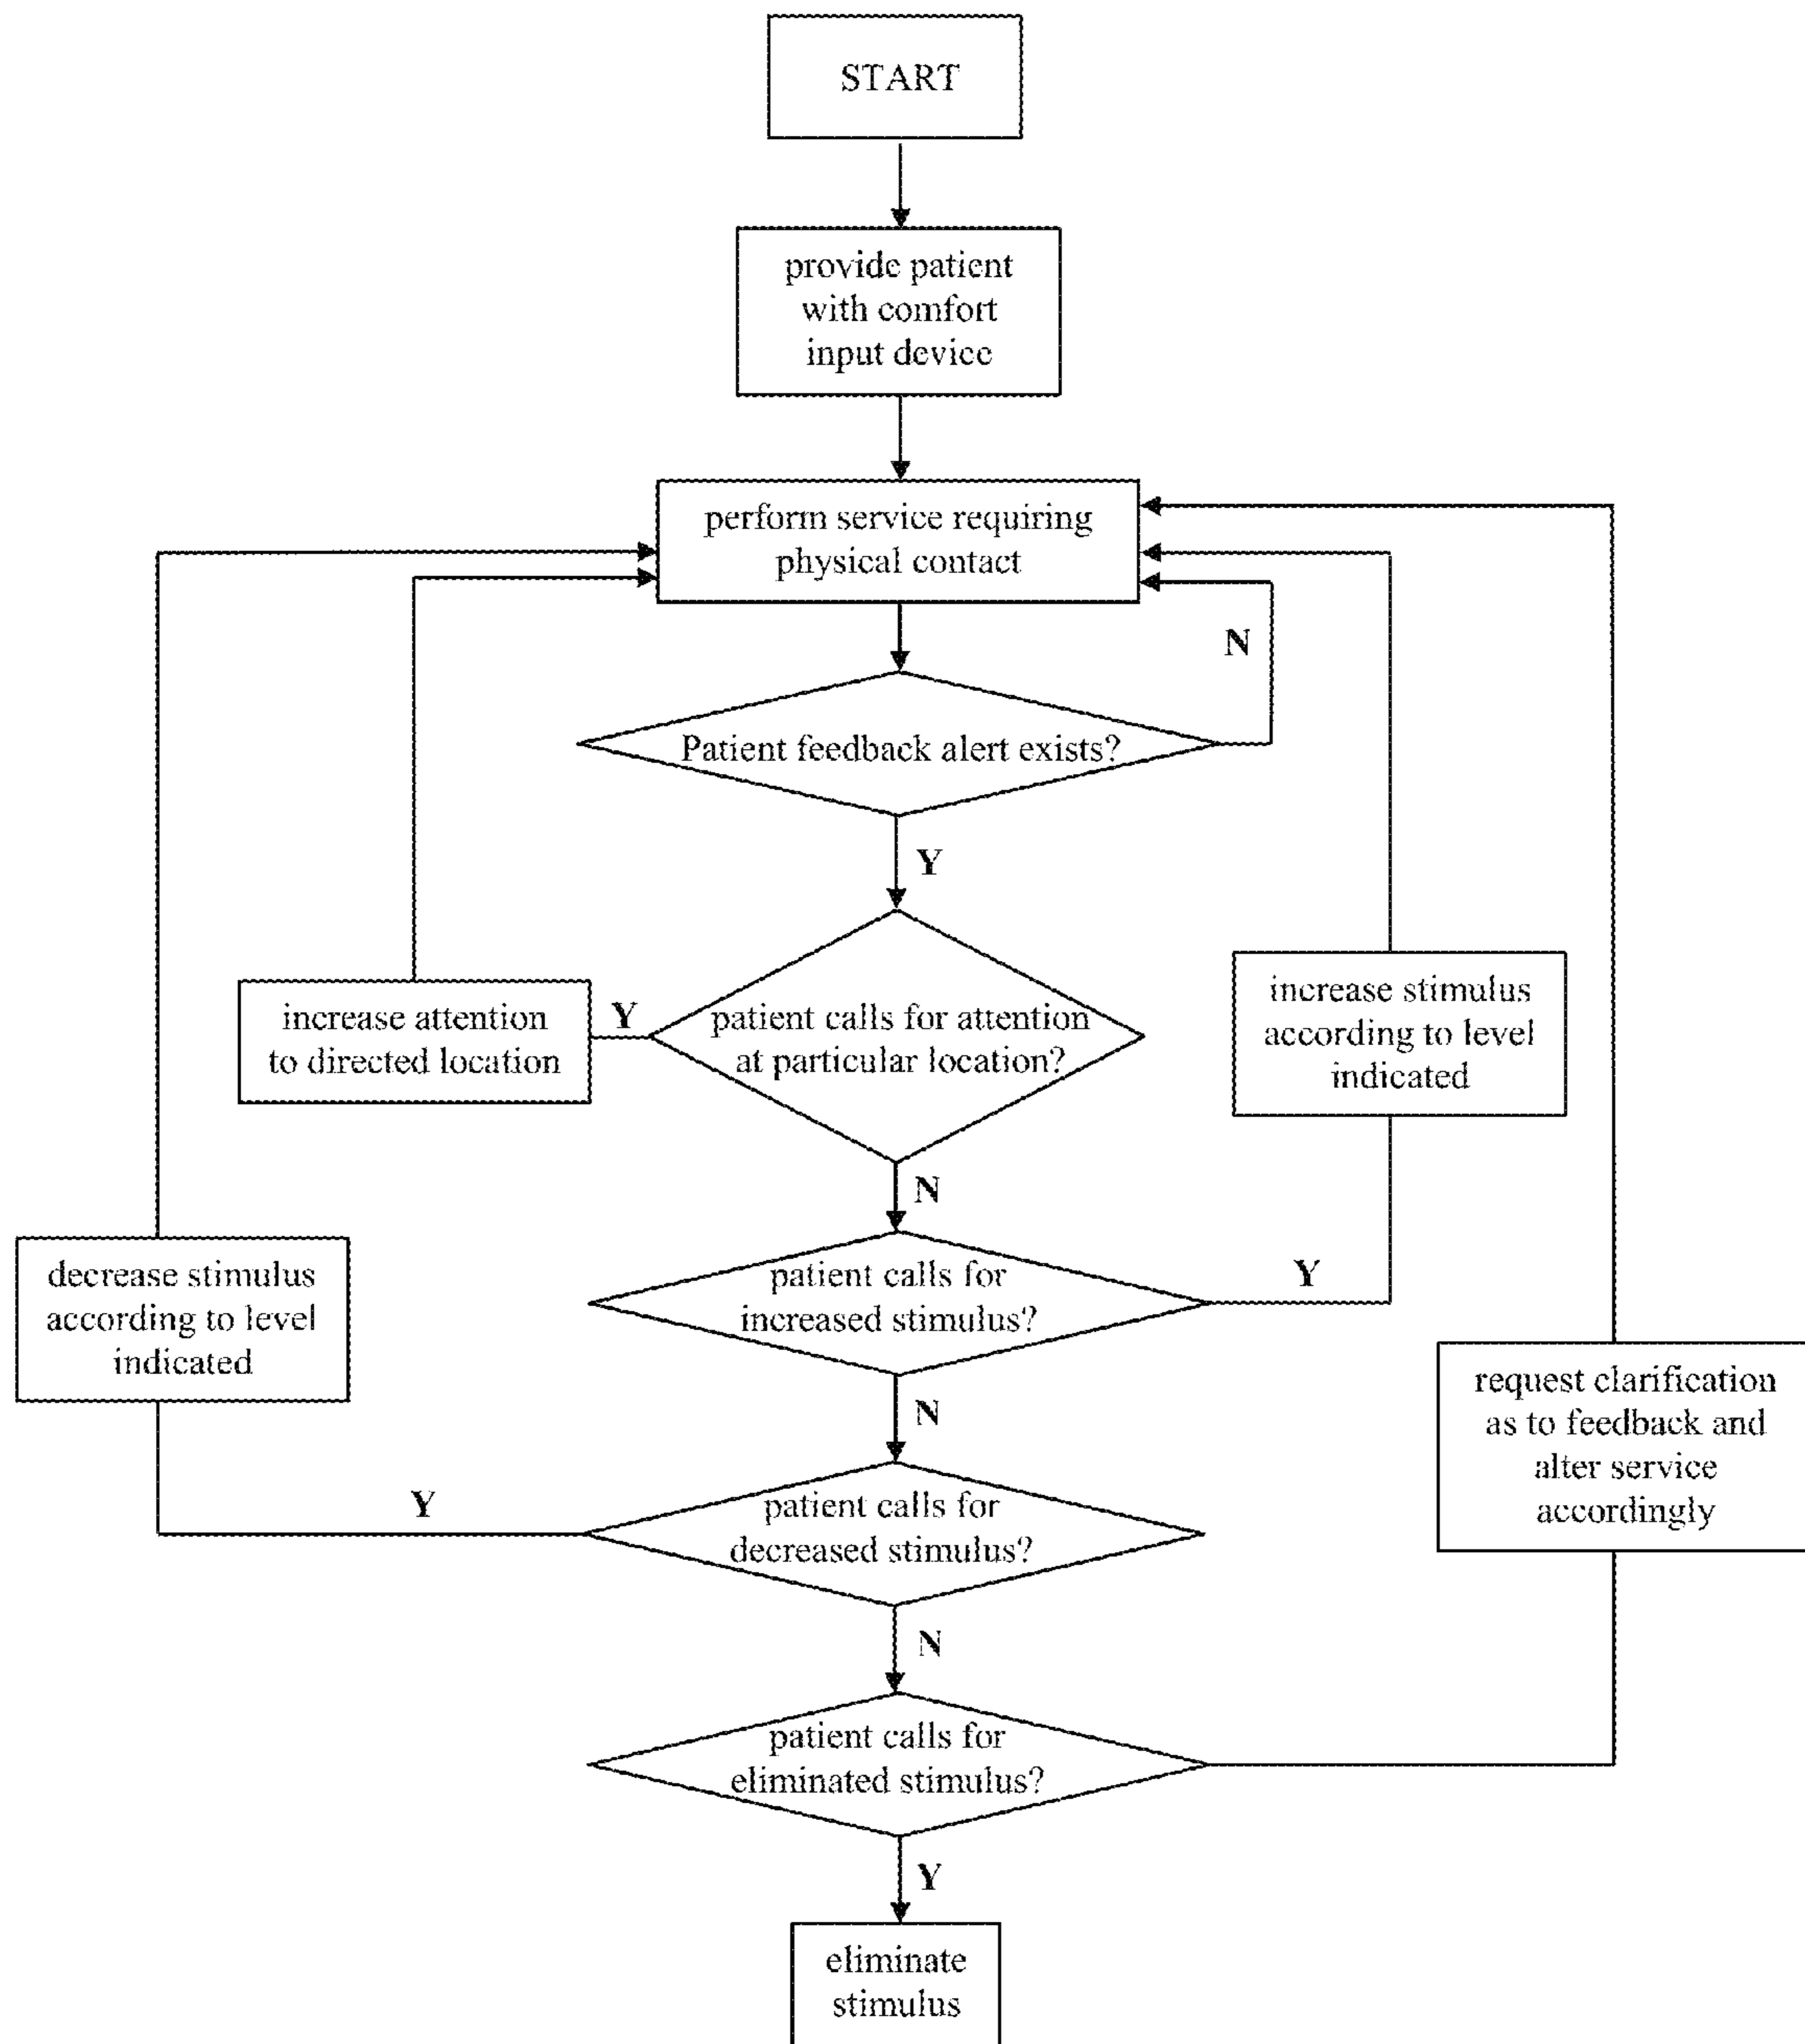 START
provide patient
with comfort
input device
perform service requiring
physical contact
N
Patient feedback alert exists?
Y
increase attention
to directed location
Y
patient calls for attention
at particular location?
increase stimulus
according to level
indicated
N
decrease stimulus
according to level
indicated
patient calls for
increased stimulus?
Y
request clarification
as to feedback and
alter service
accordingly
N
Y
patient calls for
decreased stimulus?
N
patient calls for
eliminated stimulus?
Y
eliminate
stimulus